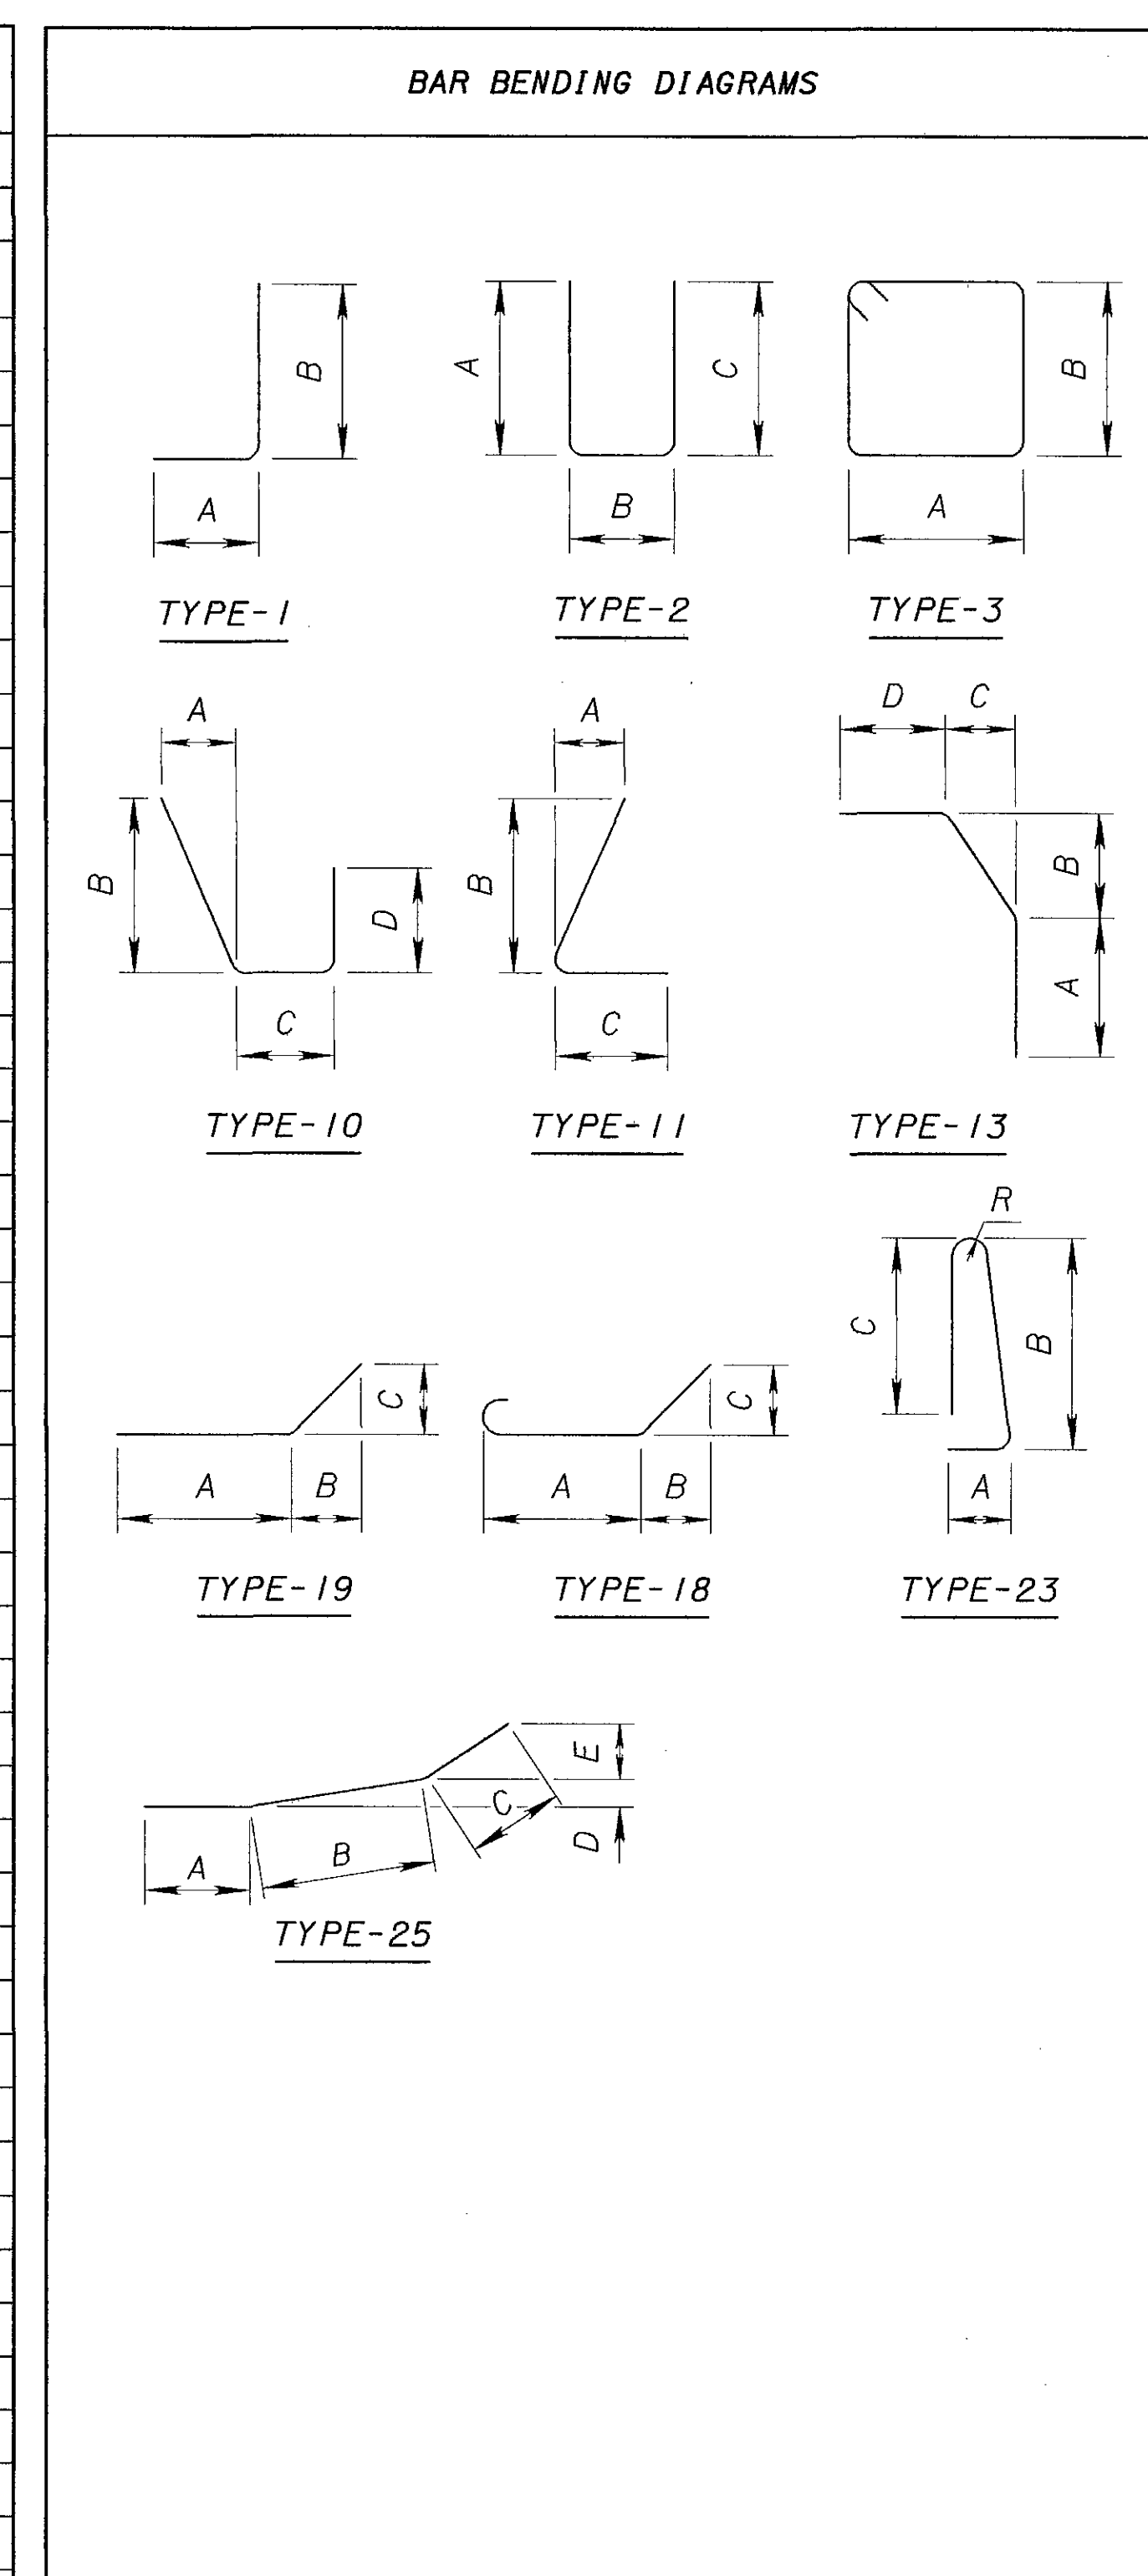 BAR BENDING DIAGRAMS
A B A B C A B
TYPE-1 TYPE-2 TYPE-3
A B C D A B C D C B A
TYPE-10 TYPE-11 TYPE-13
R
A B C A B C C B A
TYPE-19 TYPE-18 TYPE-23
A B C D E
TYPE-25